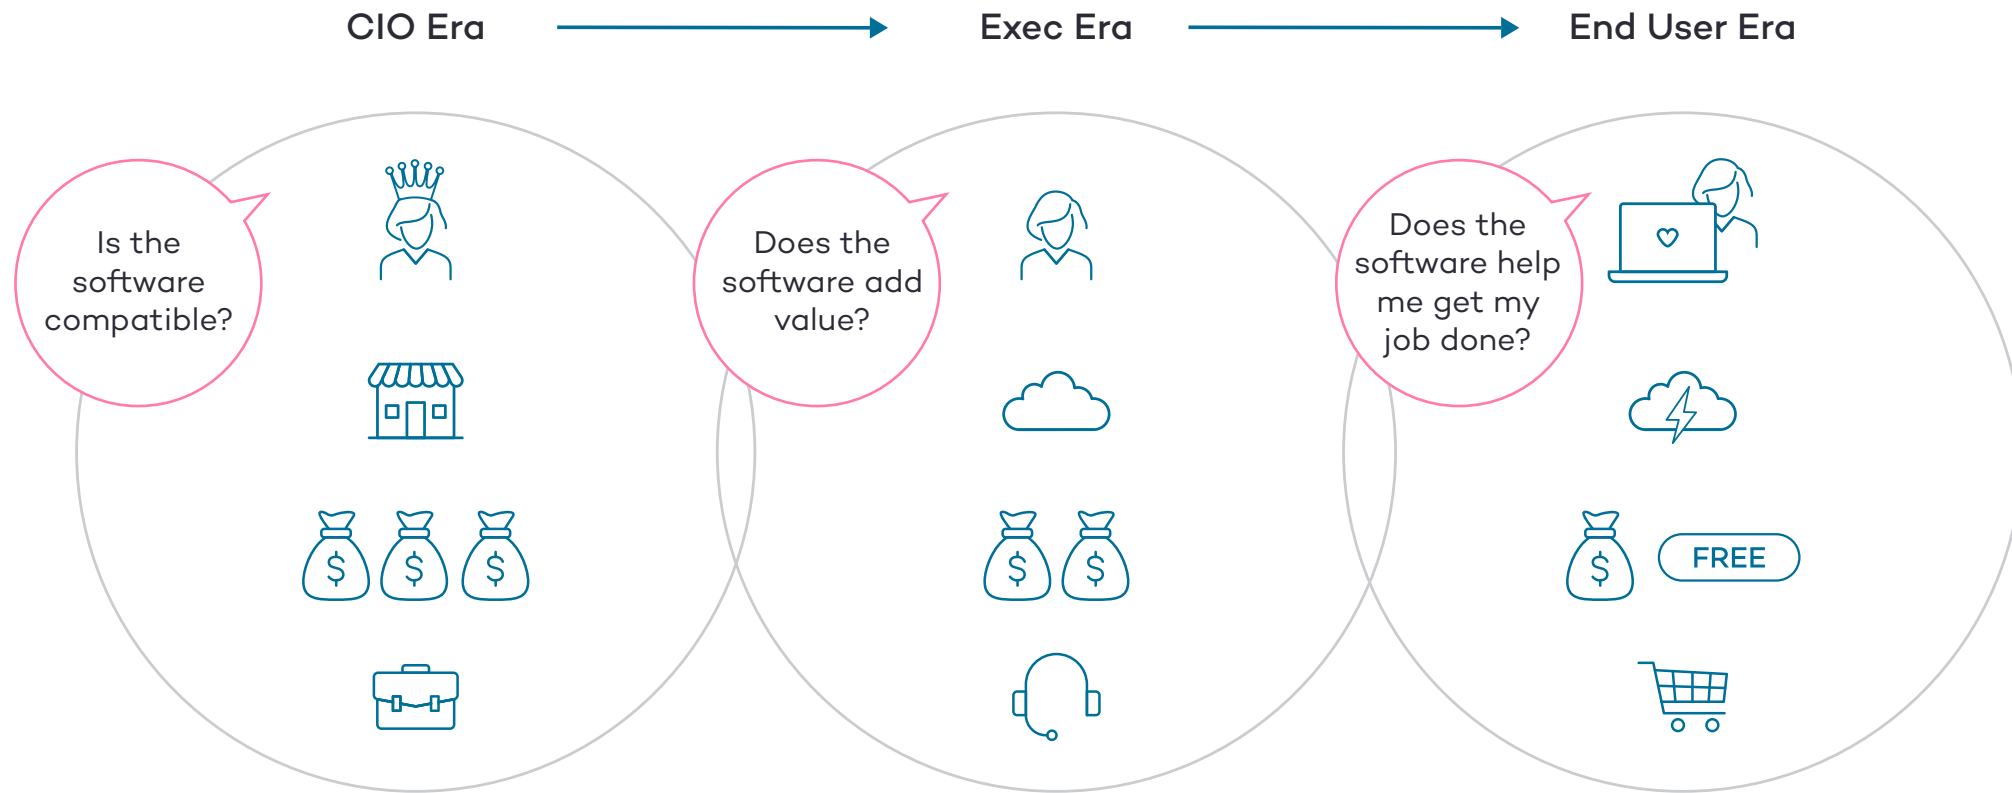 CIO Era
Exec Era
End User Era
Is the
software
compatible?
Does the
software add
value?
Does the
software help
me get my
job done?
$
$
$
$
$
$
FREE